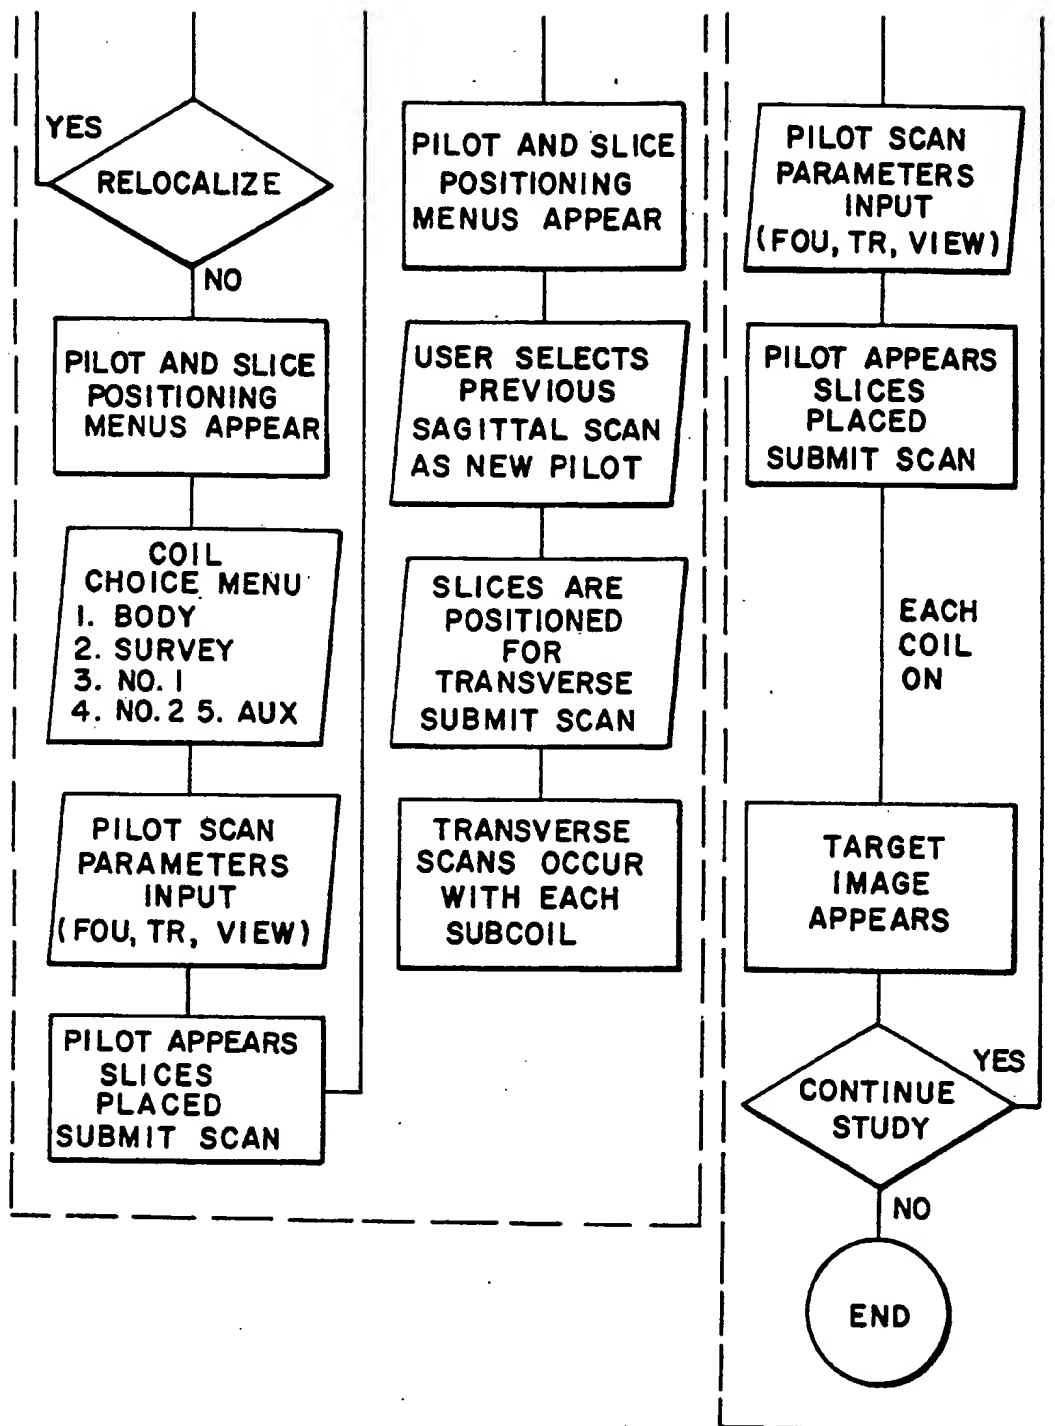 YES
RELOCALIZE
NO
PILOT AND SLICE
POSITIONING
MENUS APPEAR
COIL
CHOICE MENU
1. BODY
2. SURVEY
3. NO. 1
4. NO. 2 5. AUX
PILOT SCAN
PARAMETERS
INPUT
(FOU, TR, VIEW)
PILOT APPEARS
SLICES
PLACED
SUBMIT SCAN
PILOT AND SLICE
POSITIONING
MENUS APPEAR
USER SELECTS
PREVIOUS
SAGITTAL SCAN
AS NEW PILOT
SLICES ARE
POSITIONED
FOR
TRANSVERSE
SUBMIT SCAN
TRANSVERSE
SCANS OCCUR
WITH EACH
SUBCOIL
PILOT SCAN
PARAMETERS
INPUT
(FOU, TR, VIEW)
PILOT APPEARS
SLICES
PLACED
SUBMIT SCAN
EACH
COIL
ON
TARGET
IMAGE
APPEARS
YES
CONTINUE
STUDY
NO
END